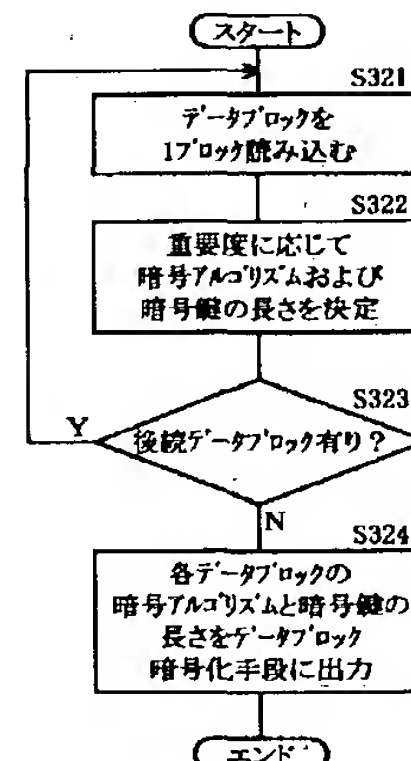 スタート
S321
データブロックを
1ブロック読み込む
S322
重要度に応じて
暗号アルゴリズムおよび
暗号鍵の長さを決定
S323
Y
後続データブロック有り？
N
S324
各データブロックの
暗号アルゴリズムと暗号鍵の
長さをデータブロック
暗号化手段に出力
エンド